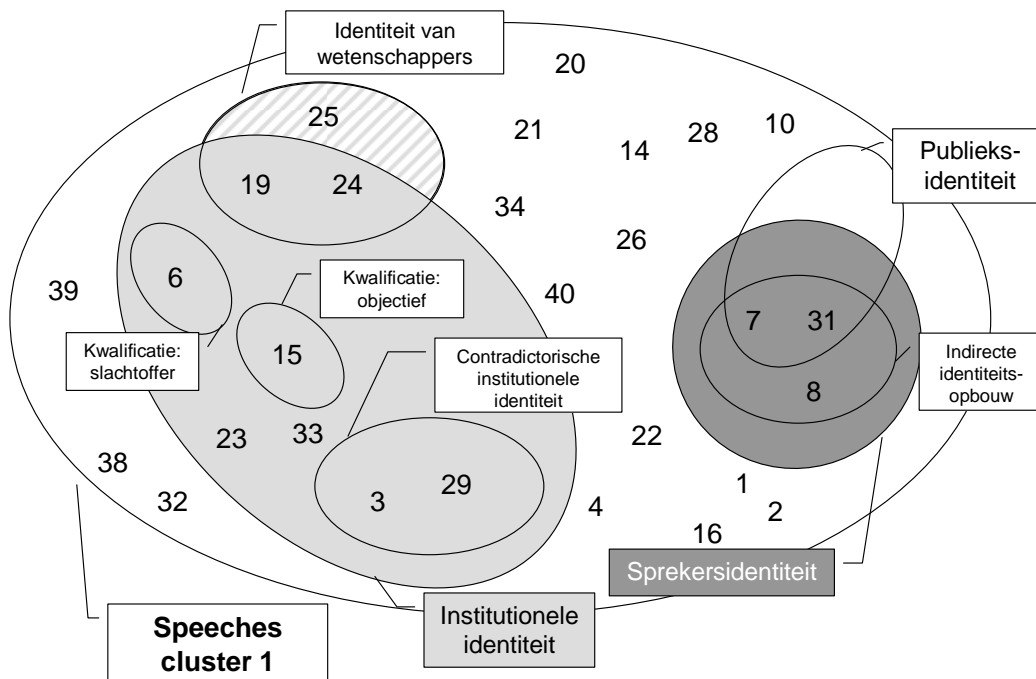 Identiteit van
wetenschappers
20
25
21
28
10
14
Publieks-
identiteit
19
24
34
26
6
39
Kwalificatie:
objectief
40
7
31
Kwalificatie:
slachtoffer
15
Contradictorische
institutionele
identiteit
Indirecte
identiteits-
opbouw
8
23
33
22
38
32
3
29
4
1
2
16
Sprekersidentiteit
Speeches
cluster 1
Institutionele
identiteit